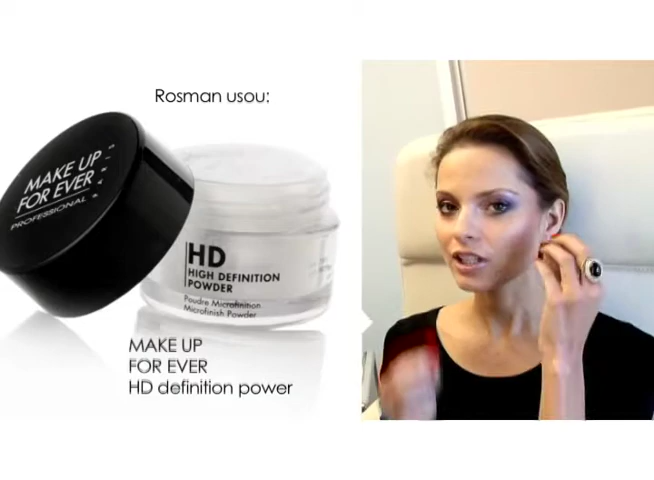 Rosman usou:
MAKE UP
FOR EVER
PROFESSIONAL
PARIS
HD
HIGH DEFINITION
POWDER
Poudre Microfinition
Microfinish Powder
MAKE UP
FOR EVER
HD definition power